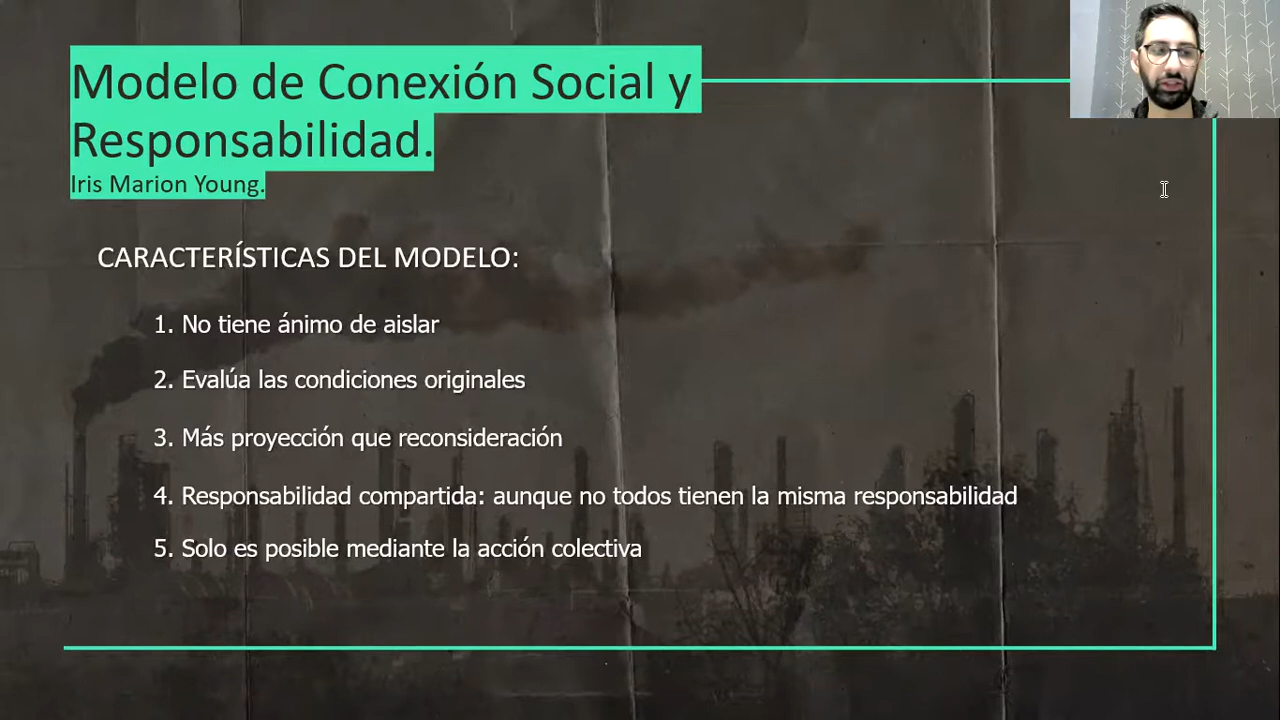 Modelo de Conexión Social y
Responsabilidad.
Iris Marion Young.
CARACTERÍSTICAS DEL MODELO:
1. No tiene ánimo de aislar
2. Evalúa las condiciones originales
3. Más proyección que reconsideración
4. Responsabilidad compartida: aunque no todos tienen la misma responsabilidad
5. Solo es posible mediante la acción colectiva